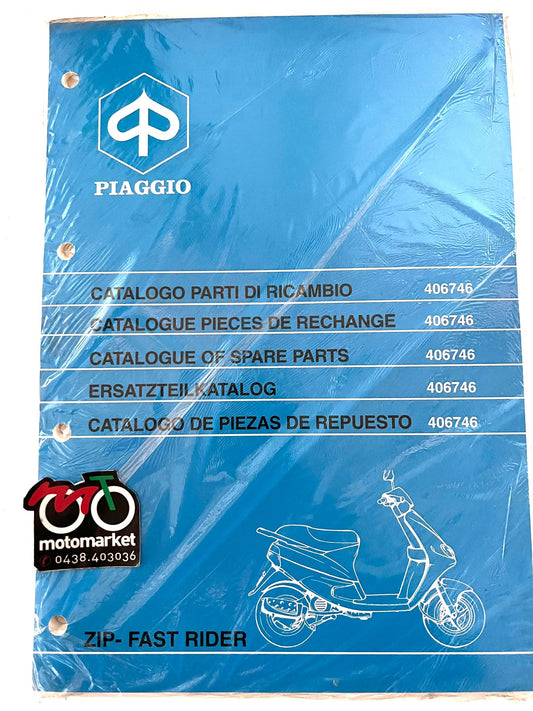 PIAGGIO
CATALOGO PARTI DI RICAMBIO 406746
CATALOGUE PIECES DE RECHANGE 406746
CATALOGUE OF SPARE PARTS 406746
ERSATZTEILKATALOG 406746
CATALOGO DE PIEZAS DE REPUESTO 406746
MT
motomarket
0438.403036
ZIP- FAST RIDER